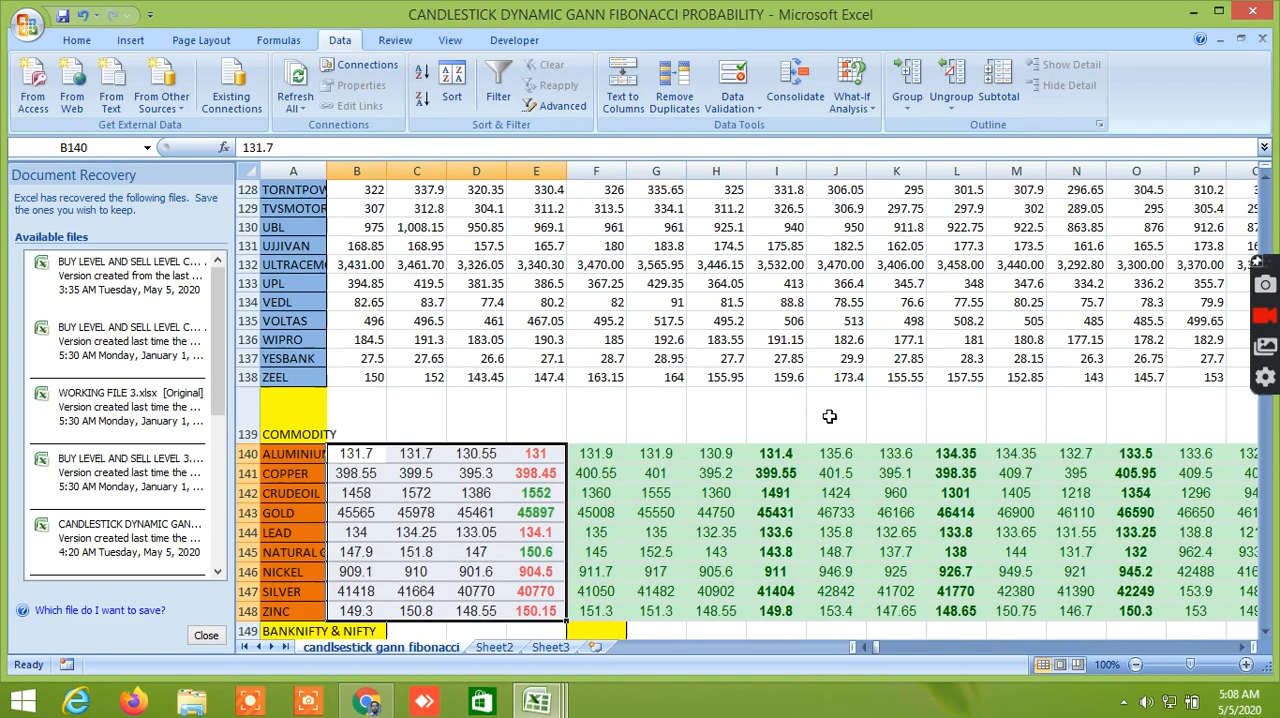 CANDLESTICK DYNAMIC GANN FIBONACCI PROBABILITY - Microsoft Excel
Home Insert Page Layout Formulas Data Review View Developer
From Access From Web From Text From Other Sources Existing Connections
Get External Data
Refresh All Connections Properties Edit Links
Connections
Sort Filter Clear Reapply Advanced
Sort & Filter
Text to Columns Remove Duplicates Data Validation Consolidate What-If Analysis
Data Tools
Group Ungroup Subtotal Show Detail Hide Detail
Outline
B140 fx 131.7
Document Recovery
Excel has recovered the following files. Save
the ones you wish to keep.
Available files
BUY LEVEL AND SELL LEVEL C...
Version created from the last ...
3:35 AM Tuesday, May 5, 2020
BUY LEVEL AND SELL LEVEL C...
Version created last time the ...
5:30 AM Monday, January 1, ...
WORKING FILE 3.xlsx [Original]
Version created last time the ...
5:30 AM Monday, January 1, ...
BUY LEVEL AND SELL LEVEL 3....
Version created last time the ...
5:30 AM Monday, January 1, ...
CANDLESTICK DYNAMIC GAN...
Version created last time the ...
4:20 AM Tuesday, May 5, 2020
Which file do I want to save?
Close
A B C D E F G H I J K L M N O P
128 TORNTPOW 322 337.9 320.35 330.4 326 335.65 325 331.8 306.05 295 301.5 307.9 296.65 304.5 310.2
129 TVSMOTOR 307 312.8 304.1 311.2 313.5 334.1 311.2 326.5 306.9 297.75 297.9 302 289.05 295 305.4
130 UBL 975 1,008.15 950.85 969.1 961 961 925.1 940 950 911.8 922.75 922.5 863.85 876 912.6
131 UJJIVAN 168.85 168.95 157.5 165.7 180 183.8 174.5 175.85 182.5 162.05 177.3 173.5 161.6 165.5 173.8
132 ULTRACEM 3,431.00 3,461.70 3,326.05 3,340.30 3,470.00 3,565.95 3,446.15 3,532.00 3,470.00 3,406.00 3,458.00 3,440.00 3,292.80 3,300.00 3,370.00
133 UPL 394.85 419.5 381.35 386.5 367.25 429.35 364.05 413 366.4 345.7 348 347.6 334.2 336.2 355.7
134 VEDL 82.65 83.7 77.4 80.2 82 91 81.5 88.8 78.55 75.6 77.55 80.25 75.7 78.3 79.9
135 VOLTAS 496 496.5 461 467.05 495.2 517.5 495.2 506 513 498 508.2 505 485 485.5 499.65
136 WIPRO 184.5 191.3 183.05 190.3 185 192.6 183.55 191.15 182.6 177.1 181 180.8 177.15 178.2 182.9
137 YESBANK 27.5 27.65 26.6 27.1 28.7 28.95 27.7 27.85 29.9 27.85 28.3 28.15 26.3 26.75 27.7
138 ZEEL 150 152 143.45 147.4 163.15 164 155.95 159.6 173.4 155.55 157.55 152.85 143 145.7 153
139 COMMODITY
140 ALUMINIUM 131.7 131.7 130.55 131 131.9 131.9 130.9 131.4 135.6 133.6 134.35 134.35 132.7 133.5 133.6
141 COPPER 398.55 399.5 395.3 398.45 400.55 401 395.2 399.55 401.5 395.1 398.35 409.7 395 405.95 409.5
142 CRUDEOIL 1458 1572 1386 1552 1360 1555 1360 1491 1424 960 1301 1405 1218 1354 1296
143 GOLD 45565 45978 45461 45897 45008 45550 44750 45431 46733 46166 46414 46900 46110 46590 46650
144 LEAD 134 134.25 133.05 134.1 135 135 132.5 133.6 135.8 132.65 133.8 133.65 131.55 133.25 133.8
145 NATURAL G 147.9 151.8 147 150.6 145 152.5 143 143.8 148.7 137.7 138 144 131.7 132 962.4
146 NICKEL 909.1 910 901.6 904.5 911.7 917 905.6 911 946.9 925 926.7 949.5 921 945.2 42488
147 SILVER 41418 41664 40770 40770 41050 41482 40902 41404 42842 41702 41770 42380 41390 42249 153.9
148 ZINC 149.3 150.8 148.55 150.15 151.3 151.3 148.55 149.8 153.4 147.65 148.65 150.75 146.7 150.3 153
149 BANKNIFTY & NIFTY
candlsestick gann fibonacci Sheet2 Sheet3
Ready 100%
5:08 AM
5/5/2020